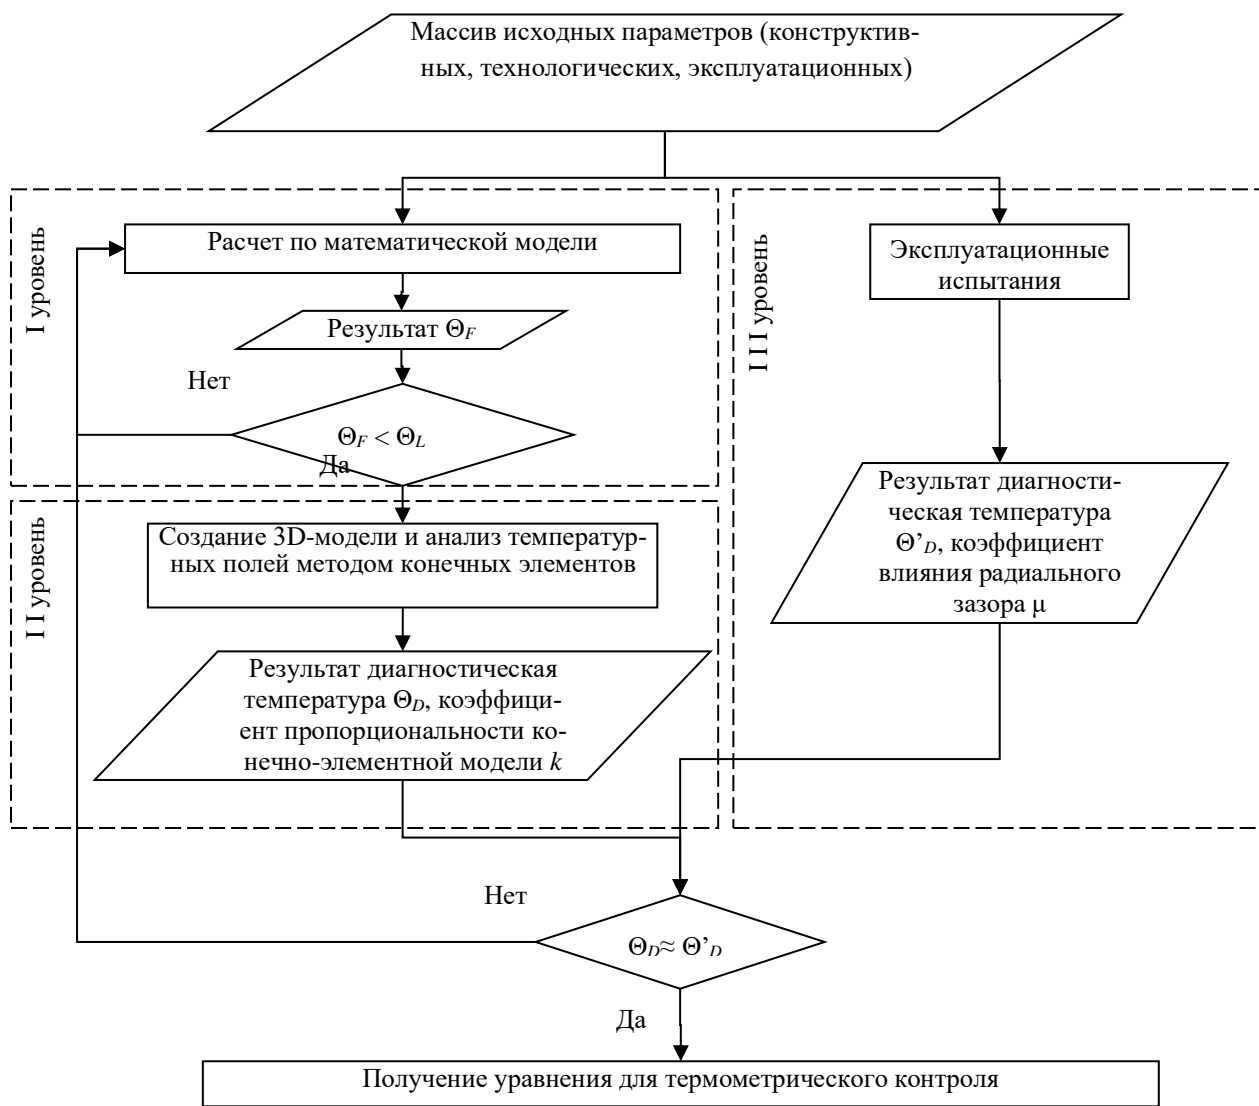 Массив исходных параметров (конструктив-
ных, технологических, эксплуатационных)
I уровень
Расчет по математической модели
Результат ΘF
Нет
ΘF < ΘL
Да
I I уровень
Создание 3D-модели и анализ температур-
ных полей методом конечных элементов
Результат диагностическая
температура ΘD, коэффици-
ент пропорциональности ко-
нечно-элементной модели k
I I I уровень
Эксплуатационные
испытания
Результат диагности-
ческая температура
Θ’D, коэффициент
влияния радиального
зазора μ
Нет
ΘD≈ Θ’D
Да
Получение уравнения для термометрического контроля